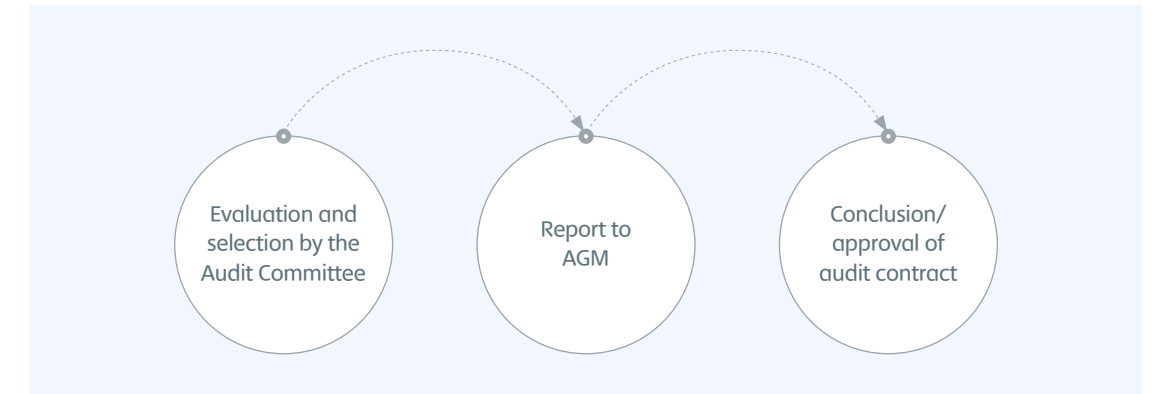 Evaluation and
selection by the
Audit Committee
Report to
AGM
Conclusion/
approval of
audit contract